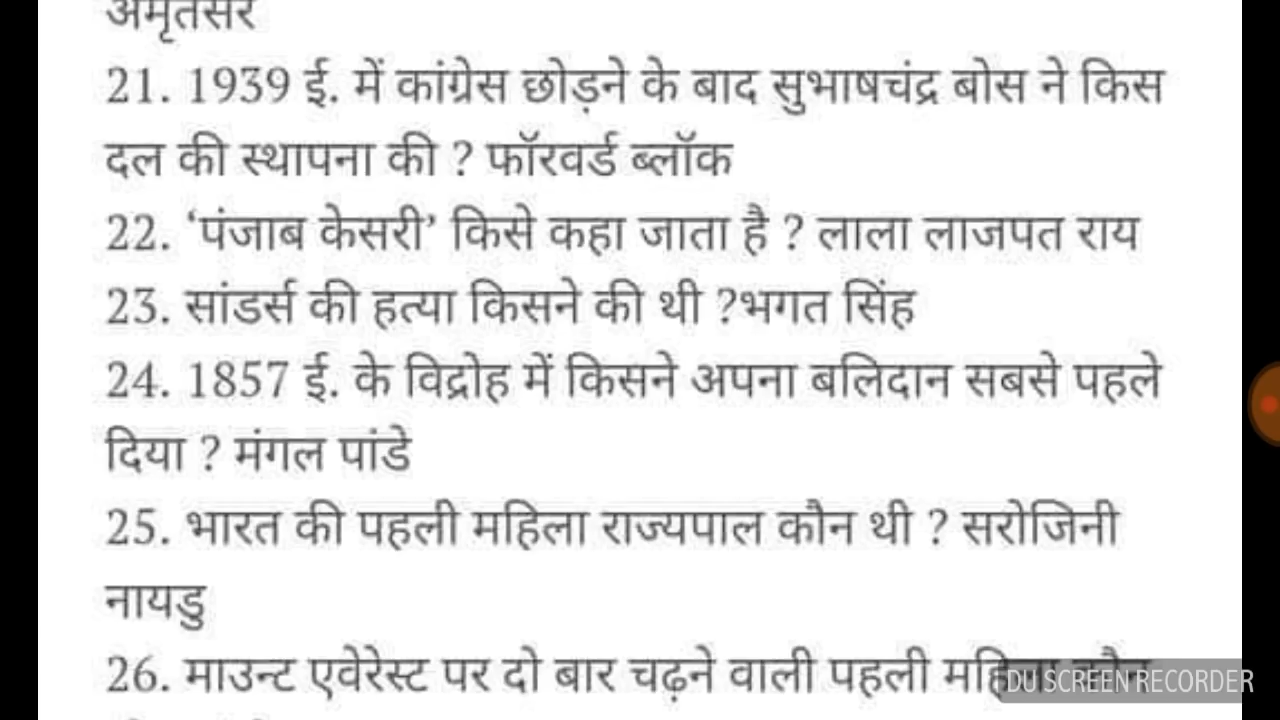 अमृतसर
21. 1939 ई. में कांग्रेस छोड़ने के बाद सुभाषचंद्र बोस ने किस
दल की स्थापना की ? फॉरवर्ड ब्लॉक
22. ‘पंजाब केसरी’ किसे कहा जाता है ? लाला लाजपत राय
23. सांडर्स की हत्या किसने की थी ?भगत सिंह
24. 1857 ई. के विद्रोह में किसने अपना बलिदान सबसे पहले
दिया ? मंगल पांडे
25. भारत की पहली महिला राज्यपाल कौन थी ? सरोजिनी
नायडु
26. माउन्ट एवेरेस्ट पर दो बार चढ़ने वाली पहली महिला कौन
DU SCREEN RECORDER